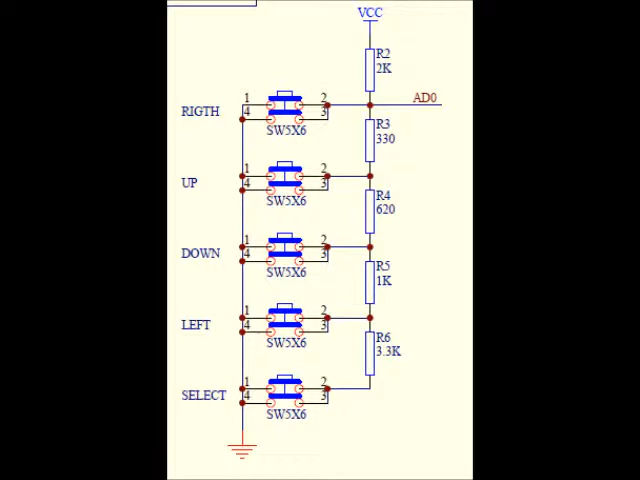 VCC
R2
2K
1 2 AD0
RIGTH 4 3
SW5X6
R3
330
1 2
UP 4 3
SW5X6
R4
620
1 2
DOWN 4 3
SW5X6
R5
1K
1 2
LEFT 4 3
SW5X6
R6
3.3K
1 2
SELECT 4 3
SW5X6